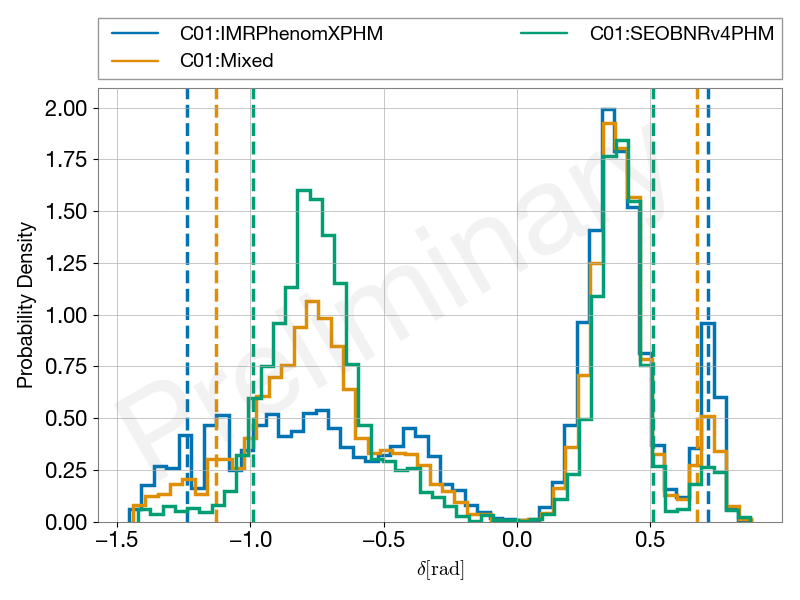 C01:IMRPhenomXPHM
C01:Mixed
C01:SEOBNRv4PHM
Preliminary
Probability Density
2.00
1.75
1.50
1.25
1.00
0.75
0.50
0.25
0.00
−1.5 −1.0 −0.5 0.0 0.5
δ[rad]